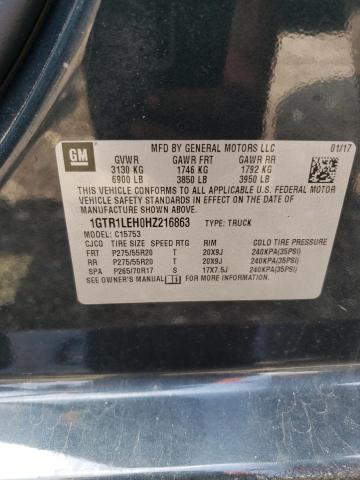 GM
MFD BY GENERAL MOTORS LLC 01/17
GVWR GAWR FRT GAWR RR
3130 KG 1746 KG 1792 KG
6900 LB 3850 LB 3950 LB
THIS VEHICLE CONFORMS TO ALL APPLICABLE U.S. FEDERAL MOTOR
VEHICLE SAFETY STANDARDS IN EFFECT ON THE DATE OF
MANUFACTURE SHOWN ABOVE.
1GTR1LEH0HZ216863 TYPE: TRUCK
MODEL: C15753
CJCQ TIRE SIZE SPEED RTG RIM COLD TIRE PRESSURE
FRT P275/55R20 T 20X9J 240KPA(35PSI)
RR P275/55R20 T 20X9J 240KPA(35PSI)
SPA P265/70R17 S 17X7.5J 240KPA(35PSI)
SEE OWNER'S MANUAL FOR MORE INFORMATION.